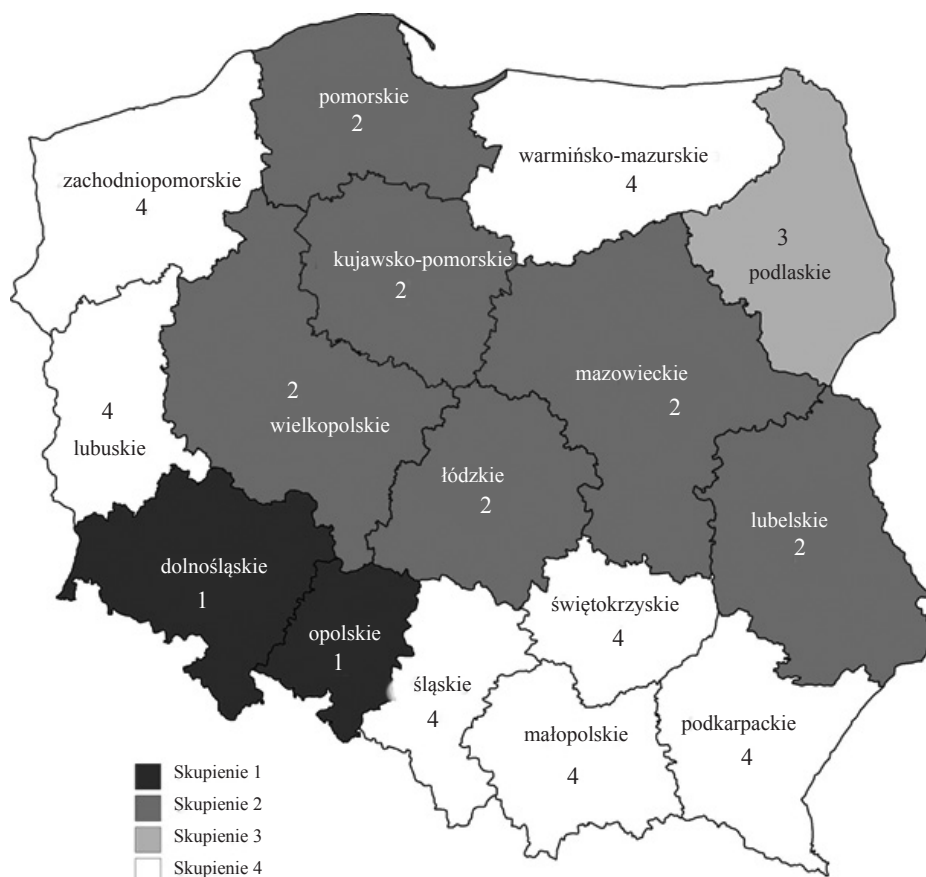 pomorskie
2
warmińsko-mazurskie
4
zachodniopomorskie
4
3
podlaskie
kujawsko-pomorskie
2
mazowieckie
2
2
wielkopolskie
4
lubuskie
łódzkie
2
lubelskie
2
dolnośląskie
1
świętokrzyskie
4
opolskie
1
śląskie
4
małopolskie
4
podkarpackie
4
Skupienie 1
Skupienie 2
Skupienie 3
Skupienie 4